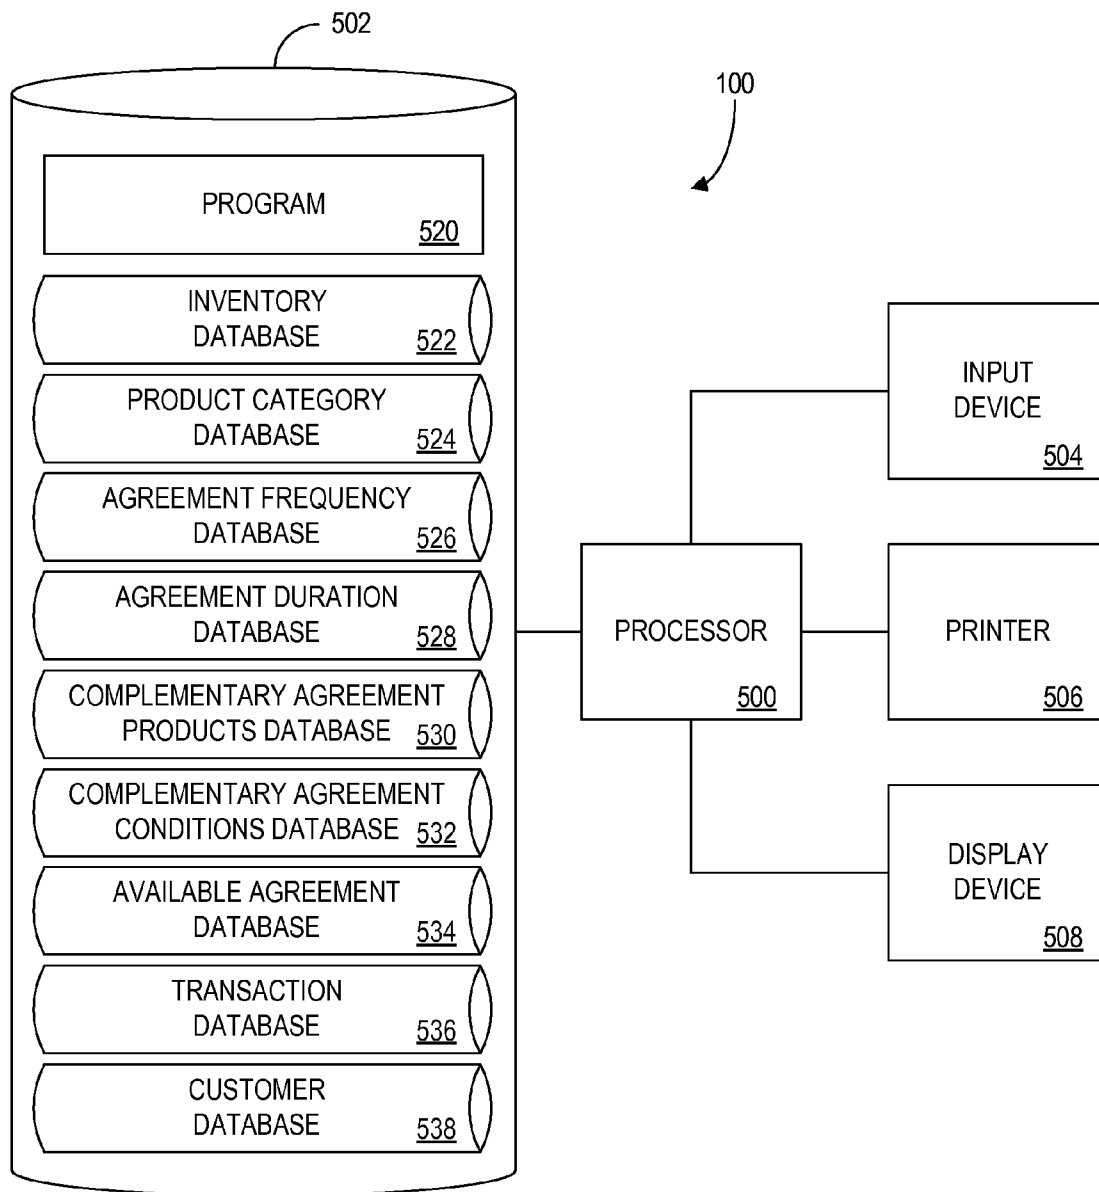 502
100
PROGRAM
520
INVENTORY
DATABASE
522
PRODUCT CATEGORY
DATABASE
524
AGREEMENT FREQUENCY
DATABASE
526
AGREEMENT DURATION
DATABASE
528
COMPLEMENTARY AGREEMENT
PRODUCTS DATABASE
530
COMPLEMENTARY AGREEMENT
CONDITIONS DATABASE
532
AVAILABLE AGREEMENT
DATABASE
534
TRANSACTION
DATABASE
536
CUSTOMER
DATABASE
538
PROCESSOR
500
INPUT
DEVICE
504
PRINTER
506
DISPLAY
DEVICE
508